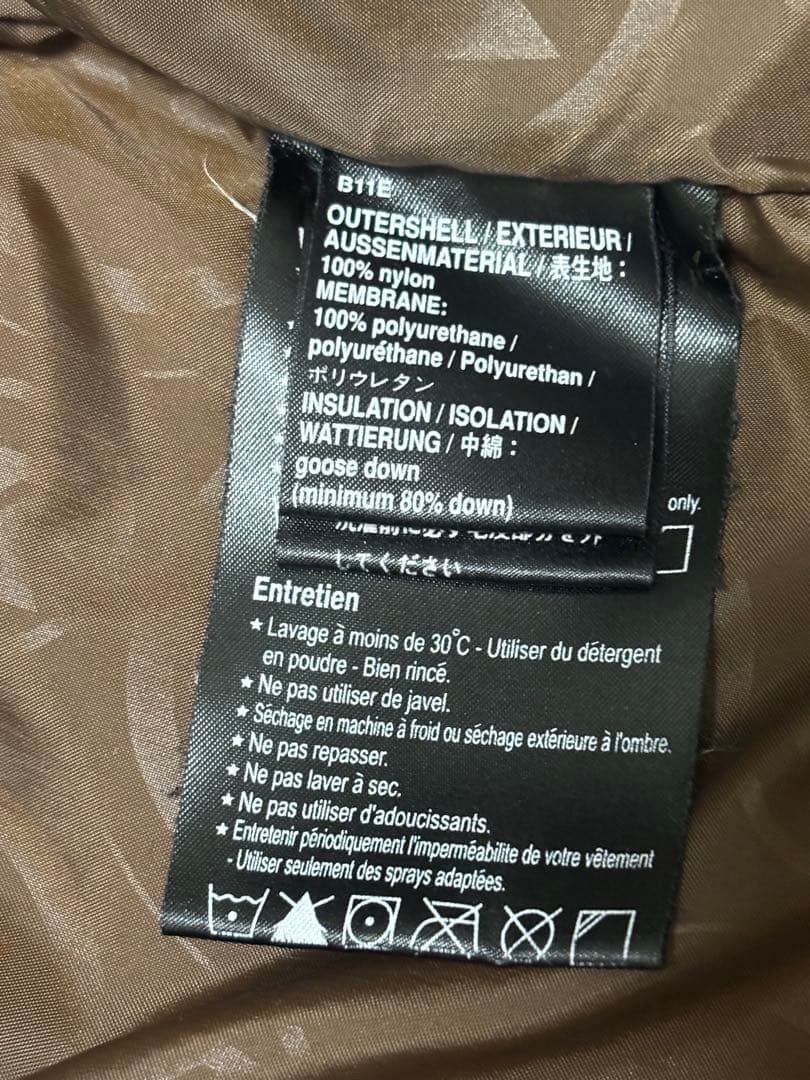 B11E
OUTERSHELL / EXTERIEUR /
AUSSENMATERIAL / 表生地：
100% nylon
MEMBRANE:
100% polyurethane /
polyuréthane / Polyurethan /
ポリウレタン
INSULATION / ISOLATION /
WATTIERUNG / 中綿：
goose down
(minimum 80% down)
only.
してください
Entretien
★ Lavage à moins de 30°C - Utiliser du détergent
en poudre - Bien rincé.
★ Ne pas utiliser de javel.
★ Séchage en machine à froid ou séchage extérieure à l'ombre.
★ Ne pas repasser.
★ Ne pas laver à sec.
★ Ne pas utiliser d'adoucissants.
★ Entretenir périodiquement l'imperméabilite de votre vêtement
- Utiliser seulement des sprays adaptées.